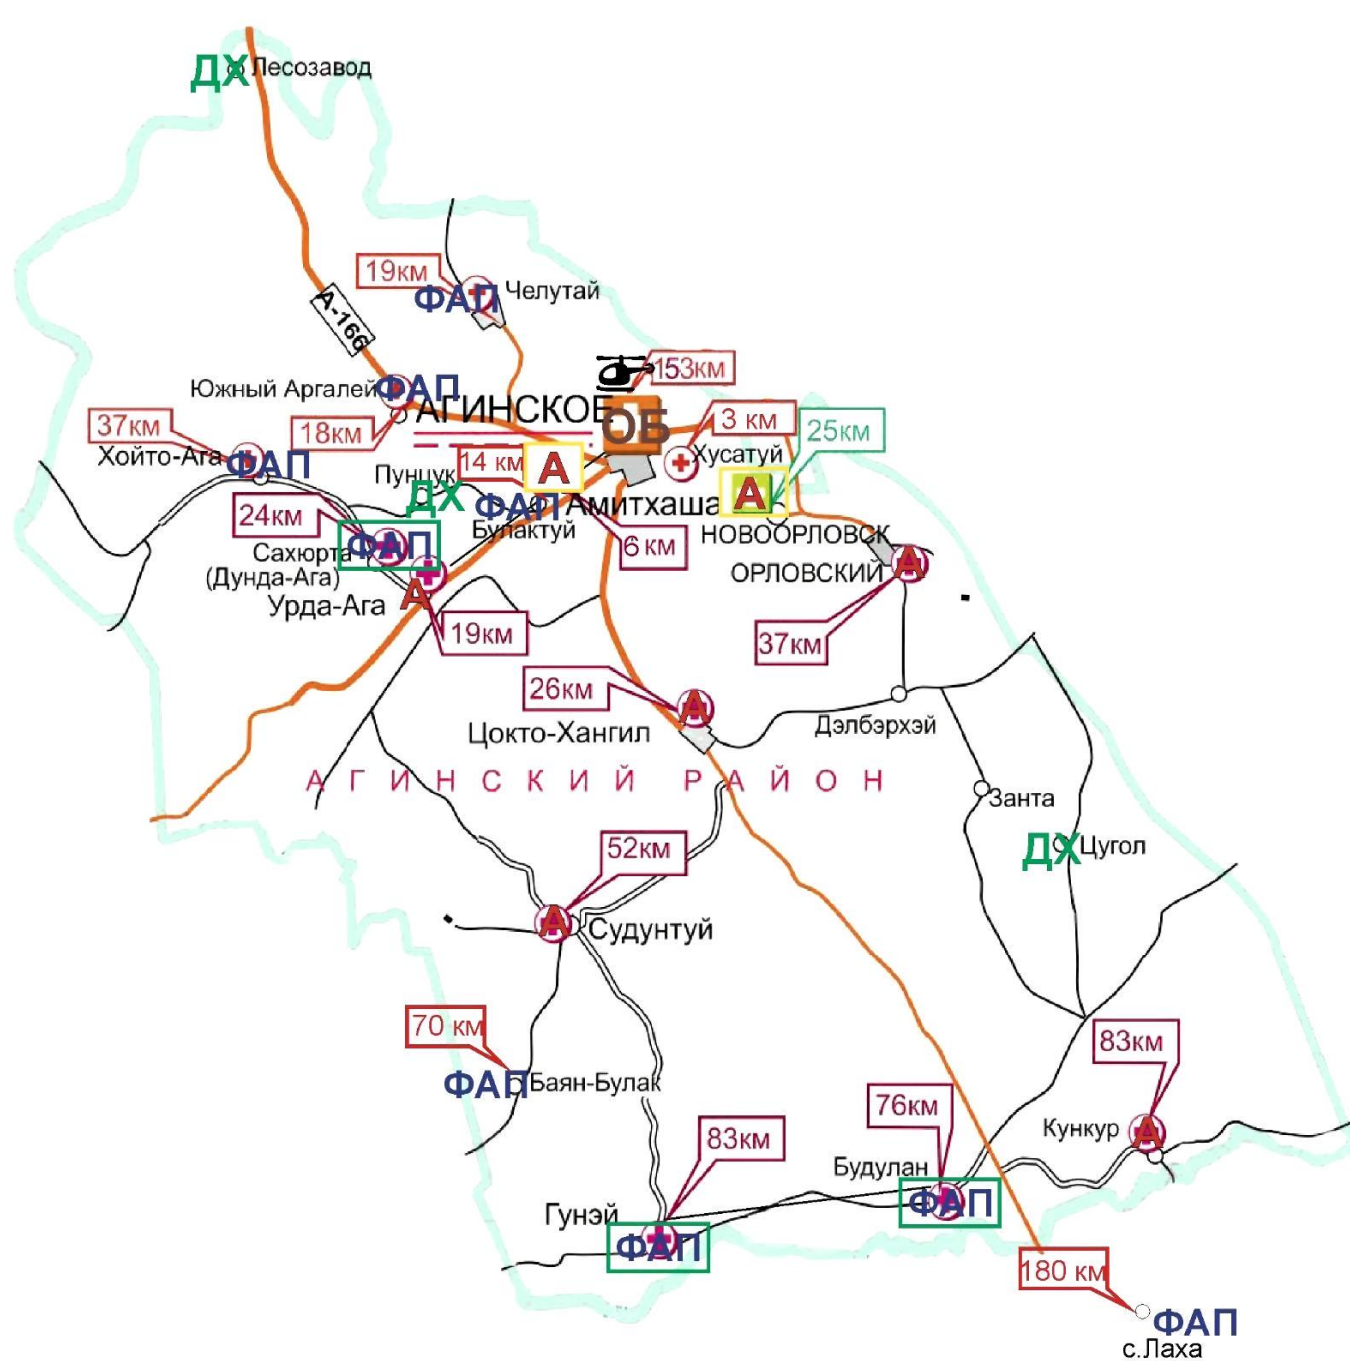 ДХ Лесозавод
19км
ФАП Челутай
А-166
153км
Южный Аргалей ФАП
АГИНСКОЕ ОБ
37км
18км
3 км
25км
Хойто-Ага ФАП
14 км
А
Хусатуй
Пунцук
ДХ
ФАП Амитхаша
А
24км
Булактуй
6 км
НОВООРЛОВСК
Сахюрта ФАП
(Дунда-Ага)
ОРЛОВСКИЙ А
Урда-Ага А
19км
37км
26км
А
Цокто-Хангил
Дэлбэрхэй
АГИНСКИЙ РАЙОН
Занта
52км
ДХ Цугол
А Судунтуй
70 км
83км
ФАП Баян-Булак
76км
83км
Кункур А
Будулан
ФАП
Гунэй
ФАП
180 км
ФАП
с.Лаха